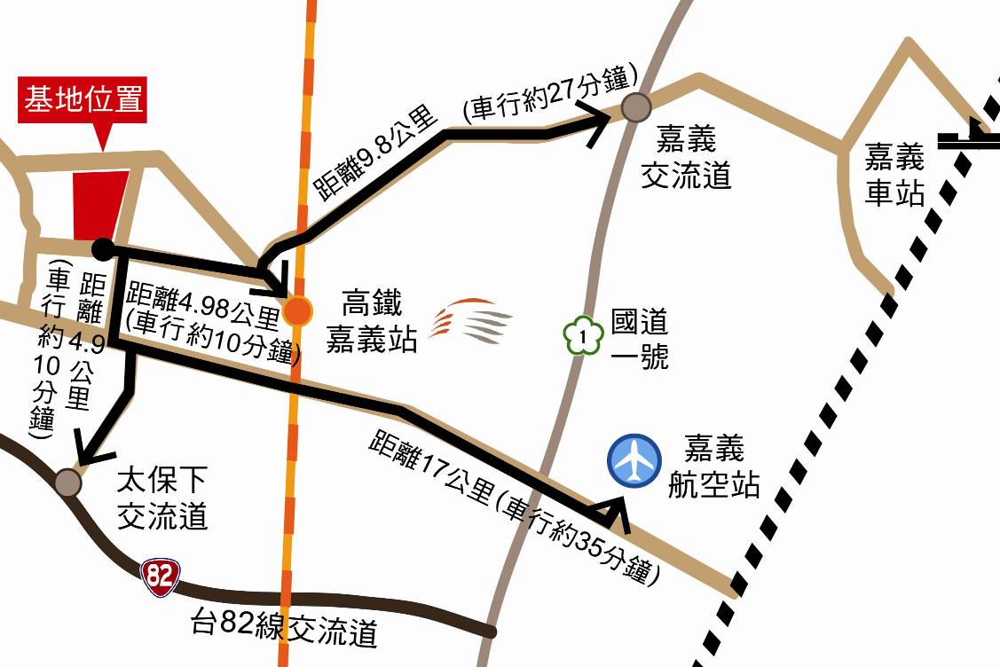 基地位置
距離9.8公里
(車行約27分鐘)
嘉義
交流道
嘉義
車站
距離4.98公里
(車行約10分鐘)
高鐵
嘉義站
距離4.9公里
(車行約10分鐘)
1
國道
一號
嘉義
航空站
距離17公里(車行約35分鐘)
太保下
交流道
82
台82線交流道